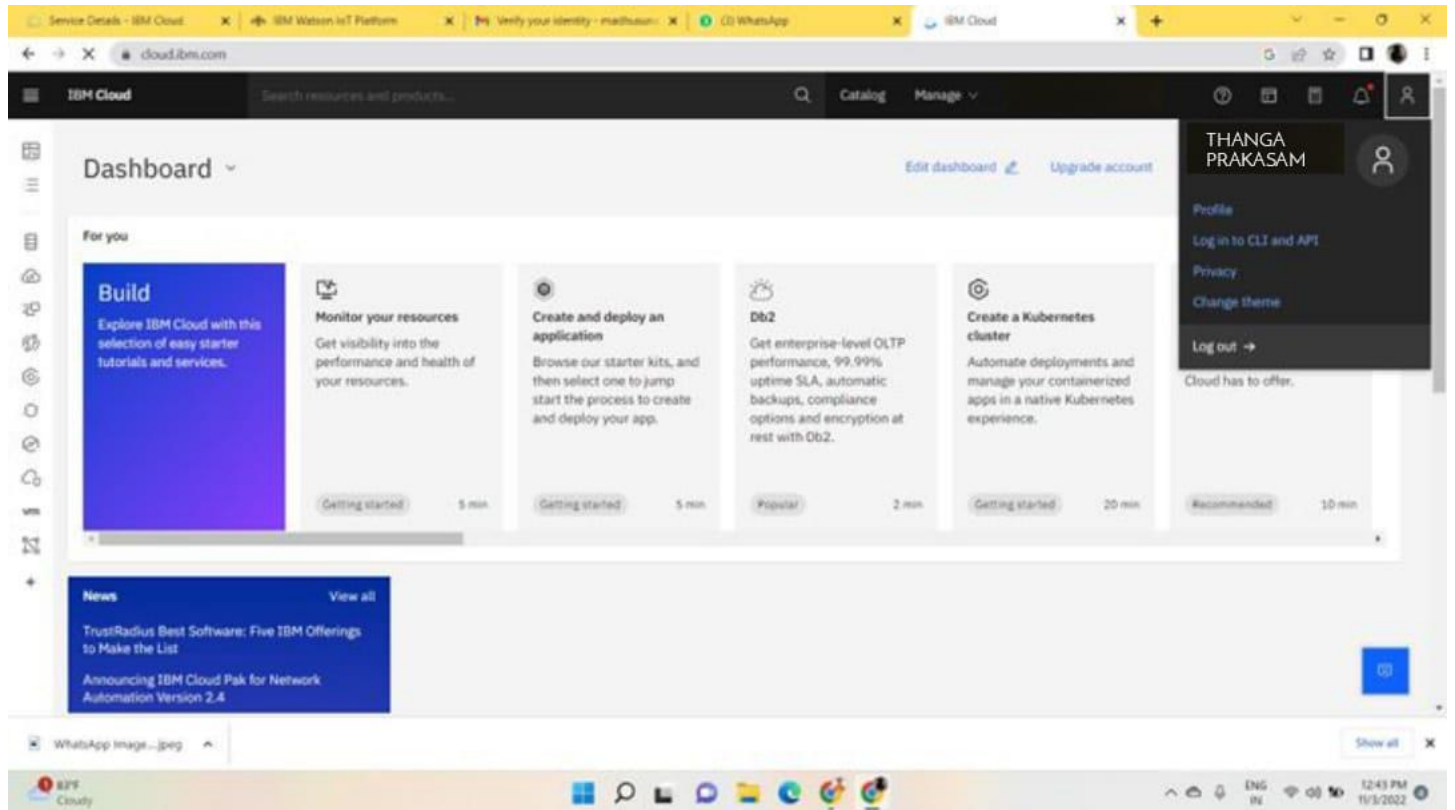 Service Details - IBM Cloud
IBM Watson IoT Platform
Verify your identity - madhusun
(3) WhatsApp
IBM Cloud
cloud.ibm.com
IBM Cloud
Search resources and products...
Catalog
Manage
THANGA
PRAKASAM
Dashboard
Edit dashboard
Upgrade account
Profile
Log in to CLI and API
Privacy
Change theme
Log out →
For you
Build
Explore IBM Cloud with this
selection of easy starter
tutorials and services.
Monitor your resources
Get visibility into the
performance and health of
your resources.
Getting started
5 min
Create and deploy an
application
Browse our starter kits, and
then select one to jump
start the process to create
and deploy your app.
Getting started
5 min
Db2
Get enterprise-level OLTP
performance, 99.99%
uptime SLA, automatic
backups, compliance
options and encryption at
rest with Db2.
Popular
2 min
Create a Kubernetes
cluster
Automate deployments and
manage your containerized
apps in a native Kubernetes
experience.
Getting started
20 min
Cloud has to offer.
Recommended
10 min
vm
News
View all
TrustRadius Best Software: Five IBM Offerings
to Make the List
Announcing IBM Cloud Pak for Network
Automation Version 2.4
WhatsApp Image....jpeg
Show all
83°F
Cloudy
ENG
IN
12:43 PM
11/3/2022